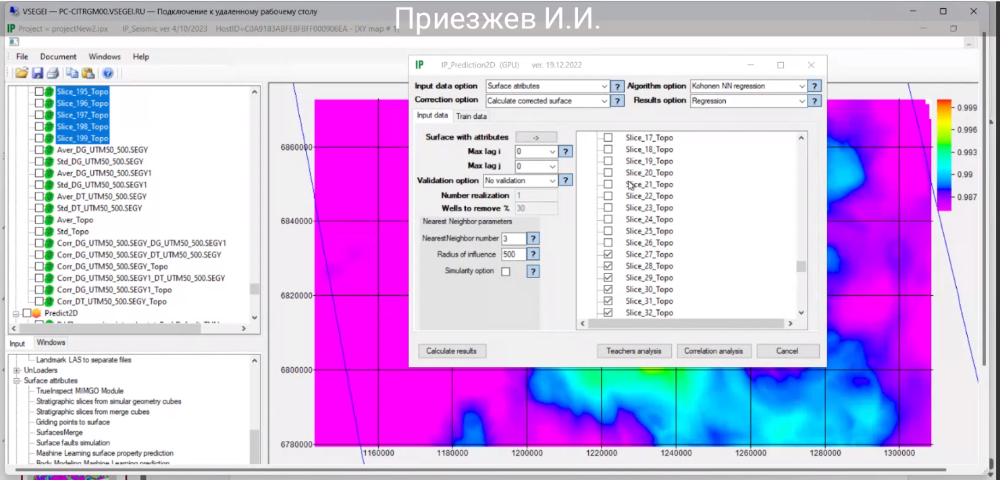 VSEGEI — PC-CITRGM00.VSEGEI.RU — Подключение к удаленному рабочему столу
Приезжев И.И.
IP Project = projectNew2.ipx IP_Seismic ver 4/10/2023 HostID=C0A9183ABFEBFBFF000906EA - [XY map # 1]
File Document Windows Help
Slice_195_Topo
Slice_196_Topo
Slice_197_Topo
Slice_198_Topo
Slice_199_Topo
Aver_DG_UTM50_500.SEGY
Std_DG_UTM50_500.SEGY
Aver_DG_UTM50_500.SEGY1
Std_DG_UTM50_500.SEGY1
Aver_DT_UTM50_500.SEGY
Std_DT_UTM50_500.SEGY
Aver_Topo
Std_Topo
Corr_DG_UTM50_500.SEGY_DG_UTM50_500.SEGY1
Corr_DG_UTM50_500.SEGY_DT_UTM50_500.SEGY
Corr_DG_UTM50_500.SEGY_Topo
Corr_DG_UTM50_500.SEGY1_DT_UTM50_500.SEGY
Corr_DG_UTM50_500.SEGY1_Topo
Corr_DT_UTM50_500.SEGY_Topo
Predict2D
Input Windows
Landmark LAS to separate files
UnLoaders
Surface attributes
TrueInspect MIMGO Module
Stratigraphic slices from simular geometry cubes
Stratigraphic slices from merge cubes
Griding points to surface
SurfacesMerge
Surface faults simulation
Mashine Learning surface property prediction
Body Modeling Mashine Learning prediction
IP IP_Prediction2D (GPU) ver. 19.12.2022
Input data option Surface atributes ? Algorithm option Kohonen NN regression ?
Correction option Calculate corrected surface ? Results option Regression ?
Input data Train data
Surface with attributes ->
Max lag i 0 ?
Max lag j 0
Validation option No validation ?
Number realization 1
Wells to remove % 30
Nearest Neighbor parameters
NearestNeighbor number 3 ?
Radius of influence 500 ?
Simularity option ?
Slice_17_Topo
Slice_18_Topo
Slice_19_Topo
Slice_20_Topo
Slice_21_Topo
Slice_22_Topo
Slice_23_Topo
Slice_24_Topo
Slice_25_Topo
Slice_26_Topo
Slice_27_Topo
Slice_28_Topo
Slice_29_Topo
Slice_30_Topo
Slice_31_Topo
Slice_32_Topo
Calculate results Teachers analysis Correlation analysis Cancel
6860000
6840000
6820000
6800000
6780000
1160000 1180000 1200000 1220000 1240000 1260000 1280000 1300000
0.999
0.996
0.993
0.99
0.987